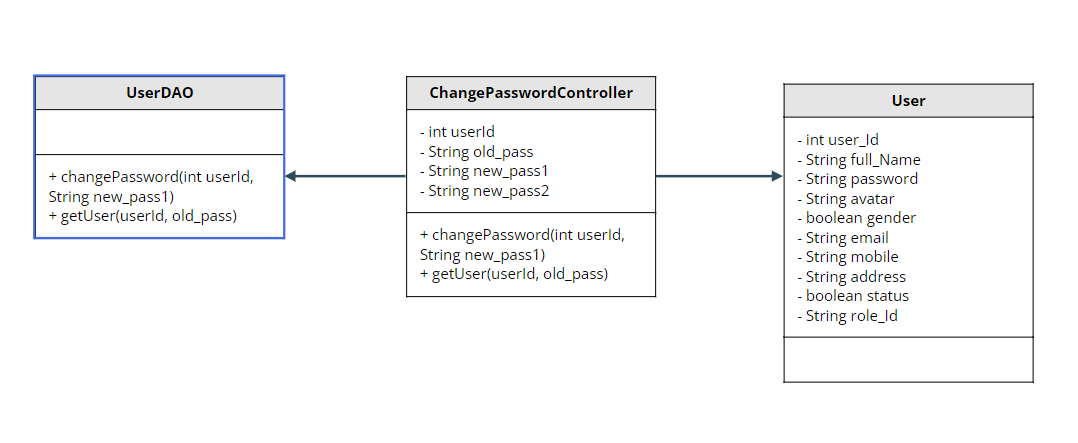 UserDAO
+ changePassword(int userId,
String new_pass1)
+ getUser(userId, old_pass)
ChangePasswordController
- int userId
- String old_pass
- String new_pass1
- String new_pass2
+ changePassword(int userId,
String new_pass1)
+ getUser(userId, old_pass)
User
- int user_Id
- String full_Name
- String password
- String avatar
- boolean gender
- String email
- String mobile
- String address
- boolean status
- String role_Id